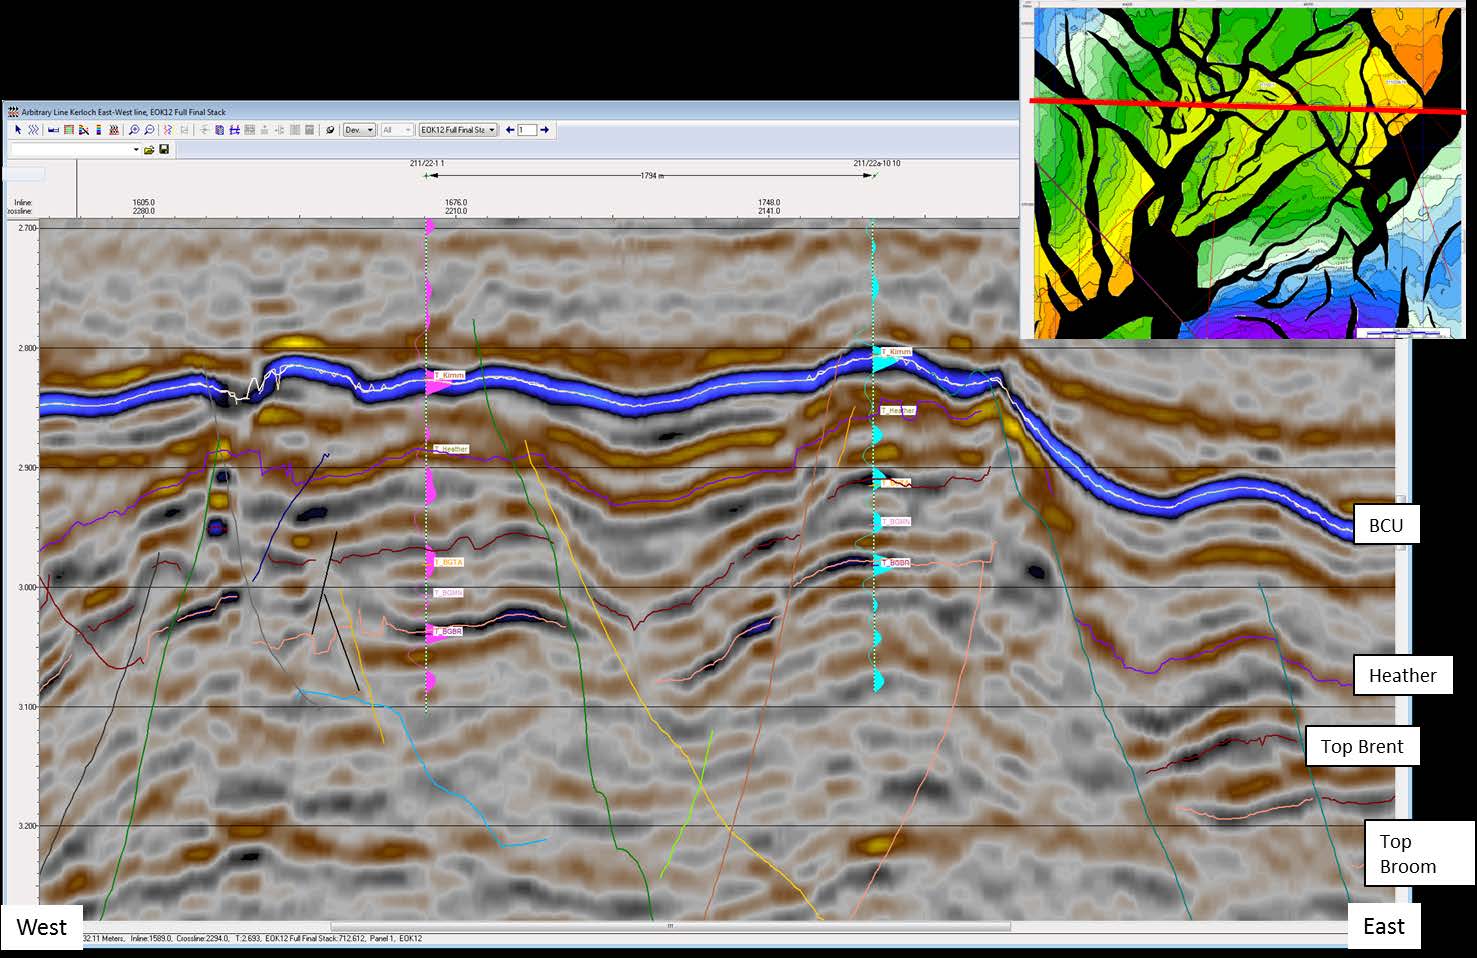 Arbitrary Line Kerloch East-West line, EOK12 Full Final Stack
Dev.
All
EOK12 Full Final Sta
1
211/22-1 1
211/22a-10 10
1794 m
Inline:
1605.0
1676.0
1748.0
rossline:
2280.0
2210.0
2141.0
2.700
2.800
T_Kimm
T_Kimm
T_Heather
T_Heather
2.900
BCU
T_BGMN
T_BGTA
T_BGBR
3.000
T_BGMN
T_BGBR
Heather
3.100
Top Brent
3.200
Top
Broom
West
East
32.11 Meters, Inline:1589.0, Crossline:2294.0, T:2.693, EOK12 Full Final Stack:712.612, Panel 1, EOK12